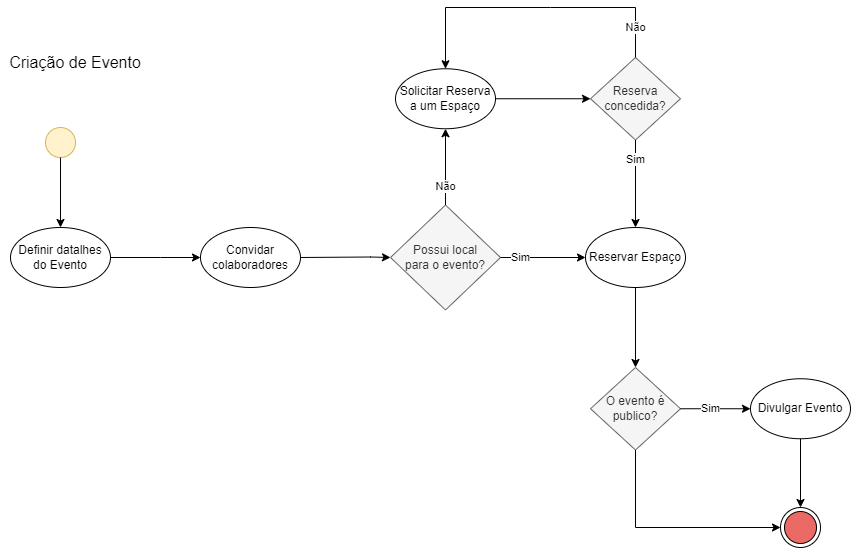 Criação de Evento
Não
Solicitar Reserva
a um Espaço
Reserva
concedida?
Não
Sim
Definir datalhes
do Evento
Convidar
colaboradores
Possui local
para o evento?
Sim
Reservar Espaço
O evento é
publico?
Sim
Divulgar Evento